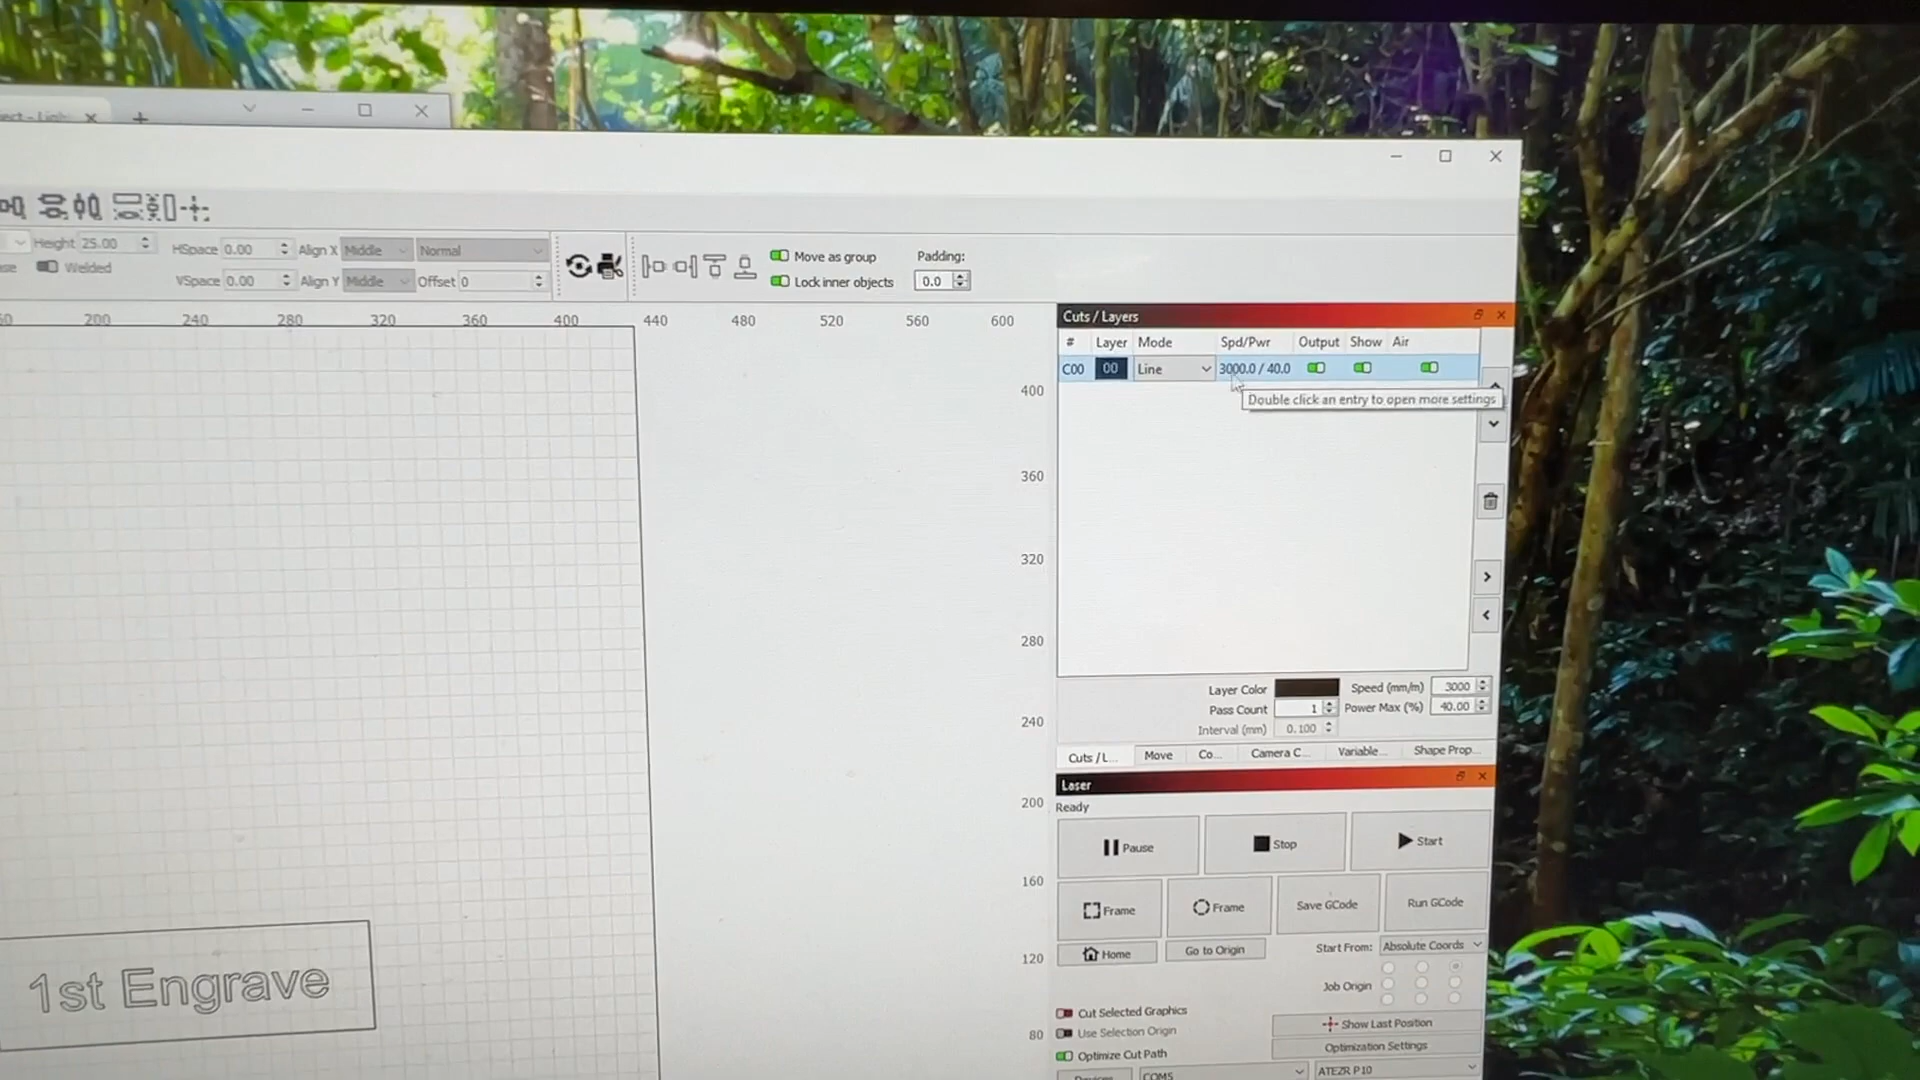 Height 25.00
HSpace 0.00
Align X Middle
Normal
Welded
VSpace 0.00
Align Y Middle
Offset 0
Move as group
Lock inner objects
Padding:
0.0
200 240 280 320 360 400 440 480 520 560 600
400
360
320
280
240
200
160
120
80
1st Engrave
Cuts / Layers
# Layer Mode Spd/Pwr Output Show Air
C00 00 Line 3000.0 / 40.0
Double click an entry to open more settings
Layer Color Speed (mm/m) 3000
Pass Count 1 Power Max (%) 40.00
Interval (mm) 0.100
Cuts / L... Move Co... Camera C... Variable... Shape Prop...
Laser
Ready
Pause Stop Start
Frame Frame Save GCode Run GCode
Home Go to Origin Start From: Absolute Coords
Job Origin
Cut Selected Graphics
Use Selection Origin
Show Last Position
Optimize Cut Path
Optimization Settings
Devices COM5 ATEZR P10